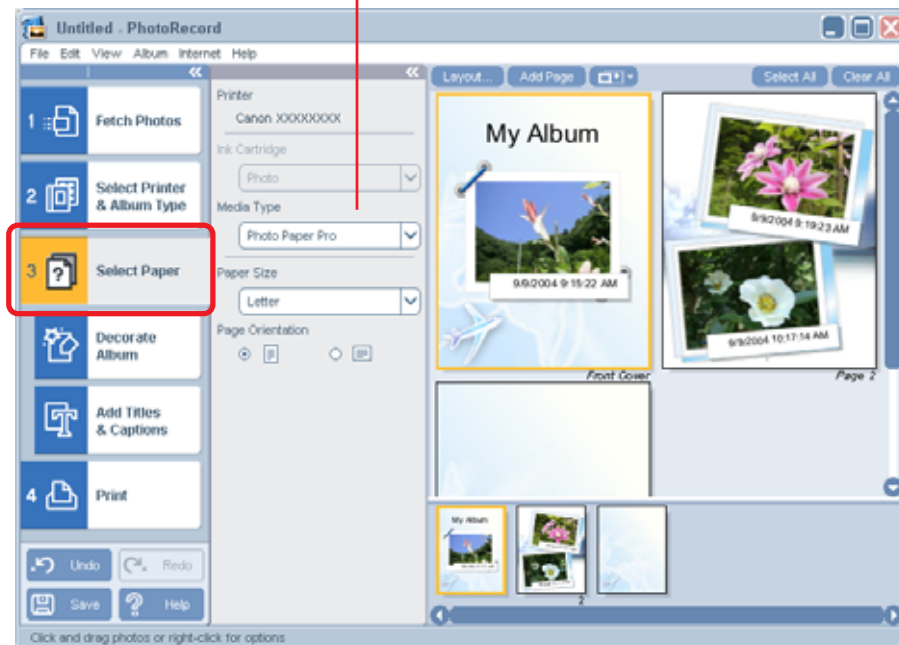 Untitled - PhotoRecord
File Edit View Album Internet Help
1 Fetch Photos
2 Select Printer
& Album Type
3 Select Paper
Decorate
Album
Add Titles
& Captions
4 Print
Undo Redo
Save Help
Printer
Canon XXXXXXXX
Ink Cartridge
Photo
Media Type
Photo Paper Pro
Paper Size
Letter
Page Orientation
Layout... Add Page Select All Clear All
My Album
9/9/2004 9:15:22 AM
Front Cover
9/9/2004 9:19:23 AM
9/9/2004 10:17:14 AM
Page 2
My Album
2
Click and drag photos or right-click for options